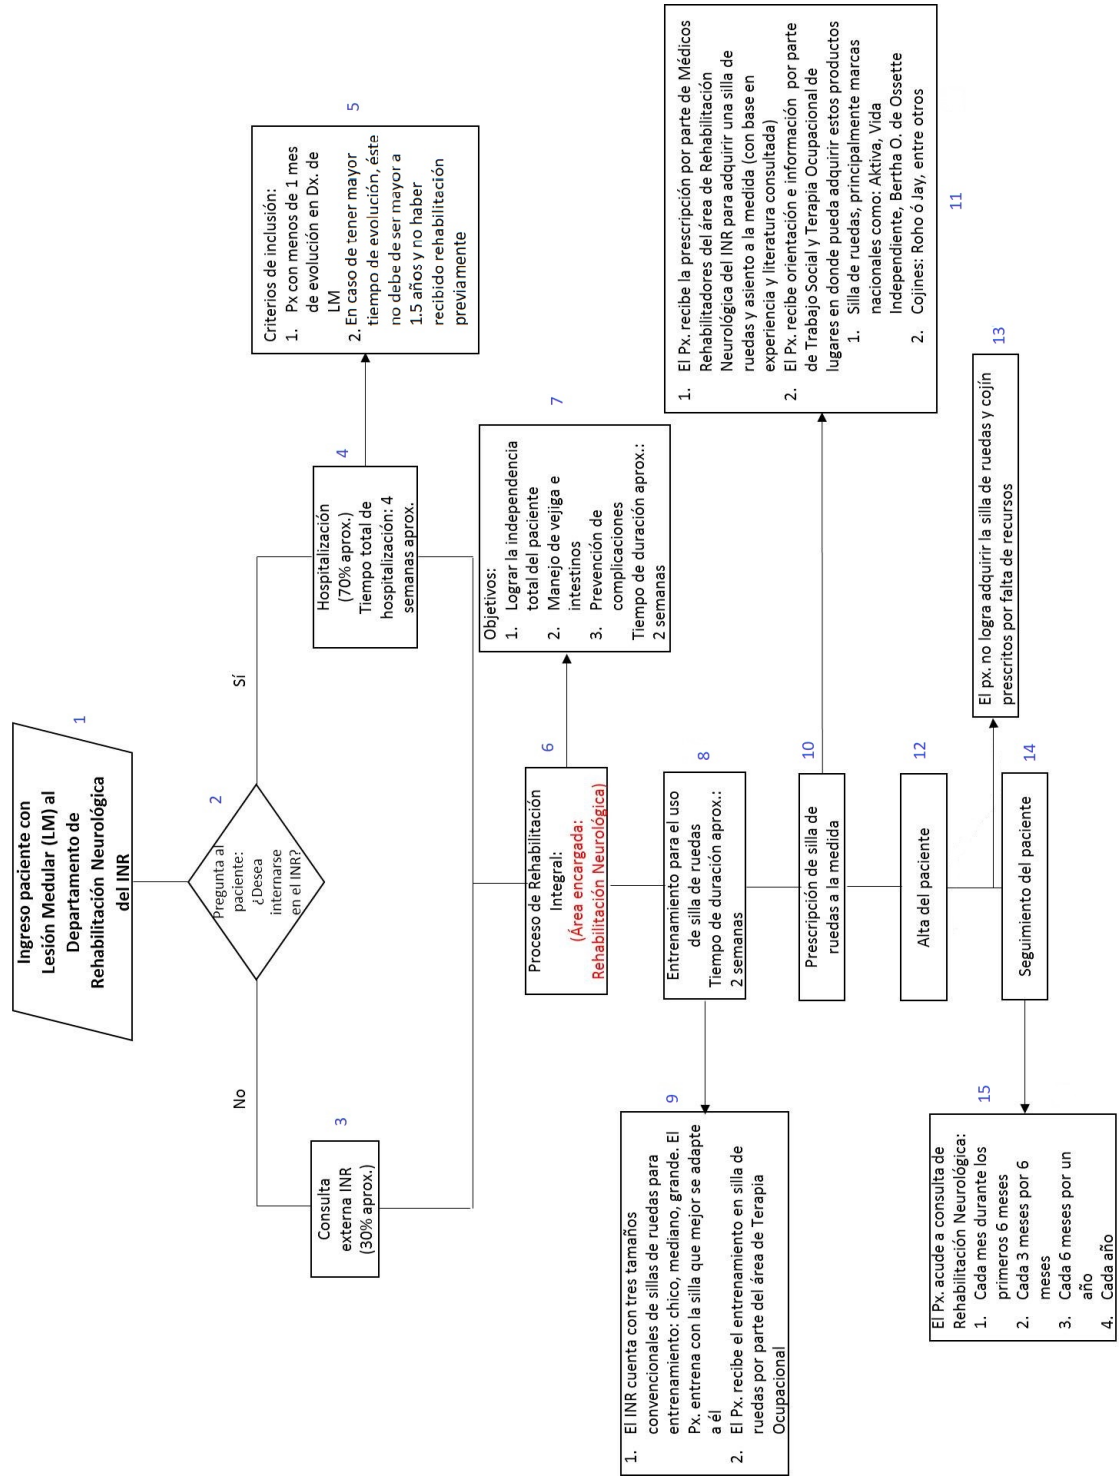 Ingreso paciente con
Lesión Medular (LM) al
Departamento de
Rehabilitación Neurológica
del INR
1
Pregunta al
paciente:
¿Desea
internarse
en el INR?
2
No
Sí
Consulta
externa INR
(30% aprox.)
3
Hospitalización
(70% aprox.)
Tiempo total de
hospitalización: 4
semanas aprox.
4
Criterios de inclusión:
1. Px con menos de 1 mes
de evolución en Dx. de
LM
2. En caso de tener mayor
tiempo de evolución, éste
no debe de ser mayor a
1.5 años y no haber
recibido rehabilitación
previamente
5
Proceso de Rehabilitación
Integral:
(Área encargada:
Rehabilitación Neurológica)
6
Objetivos:
1. Lograr la independencia
total del paciente
2. Manejo de vejiga e
intestinos
3. Prevención de
complicaciones
Tiempo de duración aprox.:
2 semanas
7
Entrenamiento para el uso
de silla de ruedas
Tiempo de duración aprox.:
2 semanas
8
1. El INR cuenta con tres tamaños
convencionales de sillas de ruedas para
entrenamiento: chico, mediano, grande. El
Px. entrena con la silla que mejor se adapte
a él
2. El Px. recibe el entrenamiento en silla de
ruedas por parte del área de Terapia
Ocupacional
9
Prescripción de silla de
ruedas a la medida
10
1. El Px. recibe la prescripción por parte de Médicos
Rehabilitadores del área de Rehabilitación
Neurológica del INR para adquirir una silla de
ruedas y asiento a la medida (con base en
experiencia y literatura consultada)
2. El Px. recibe orientación e información por parte
de Trabajo Social y Terapia Ocupacional de
lugares en donde pueda adquirir estos productos
1. Silla de ruedas, principalmente marcas
nacionales como: Aktiva, Vida
Independiente, Bertha O. de Ossette
2. Cojines: Roho ó Jay, entre otros
11
Alta del paciente
12
El px. no logra adquirir la silla de ruedas y cojín
prescritos por falta de recursos
13
Seguimiento del paciente
14
El Px. acude a consulta de
Rehabilitación Neurológica:
1. Cada mes durante los
primeros 6 meses
2. Cada 3 meses por 6
meses
3. Cada 6 meses por un
año
4. Cada año
15